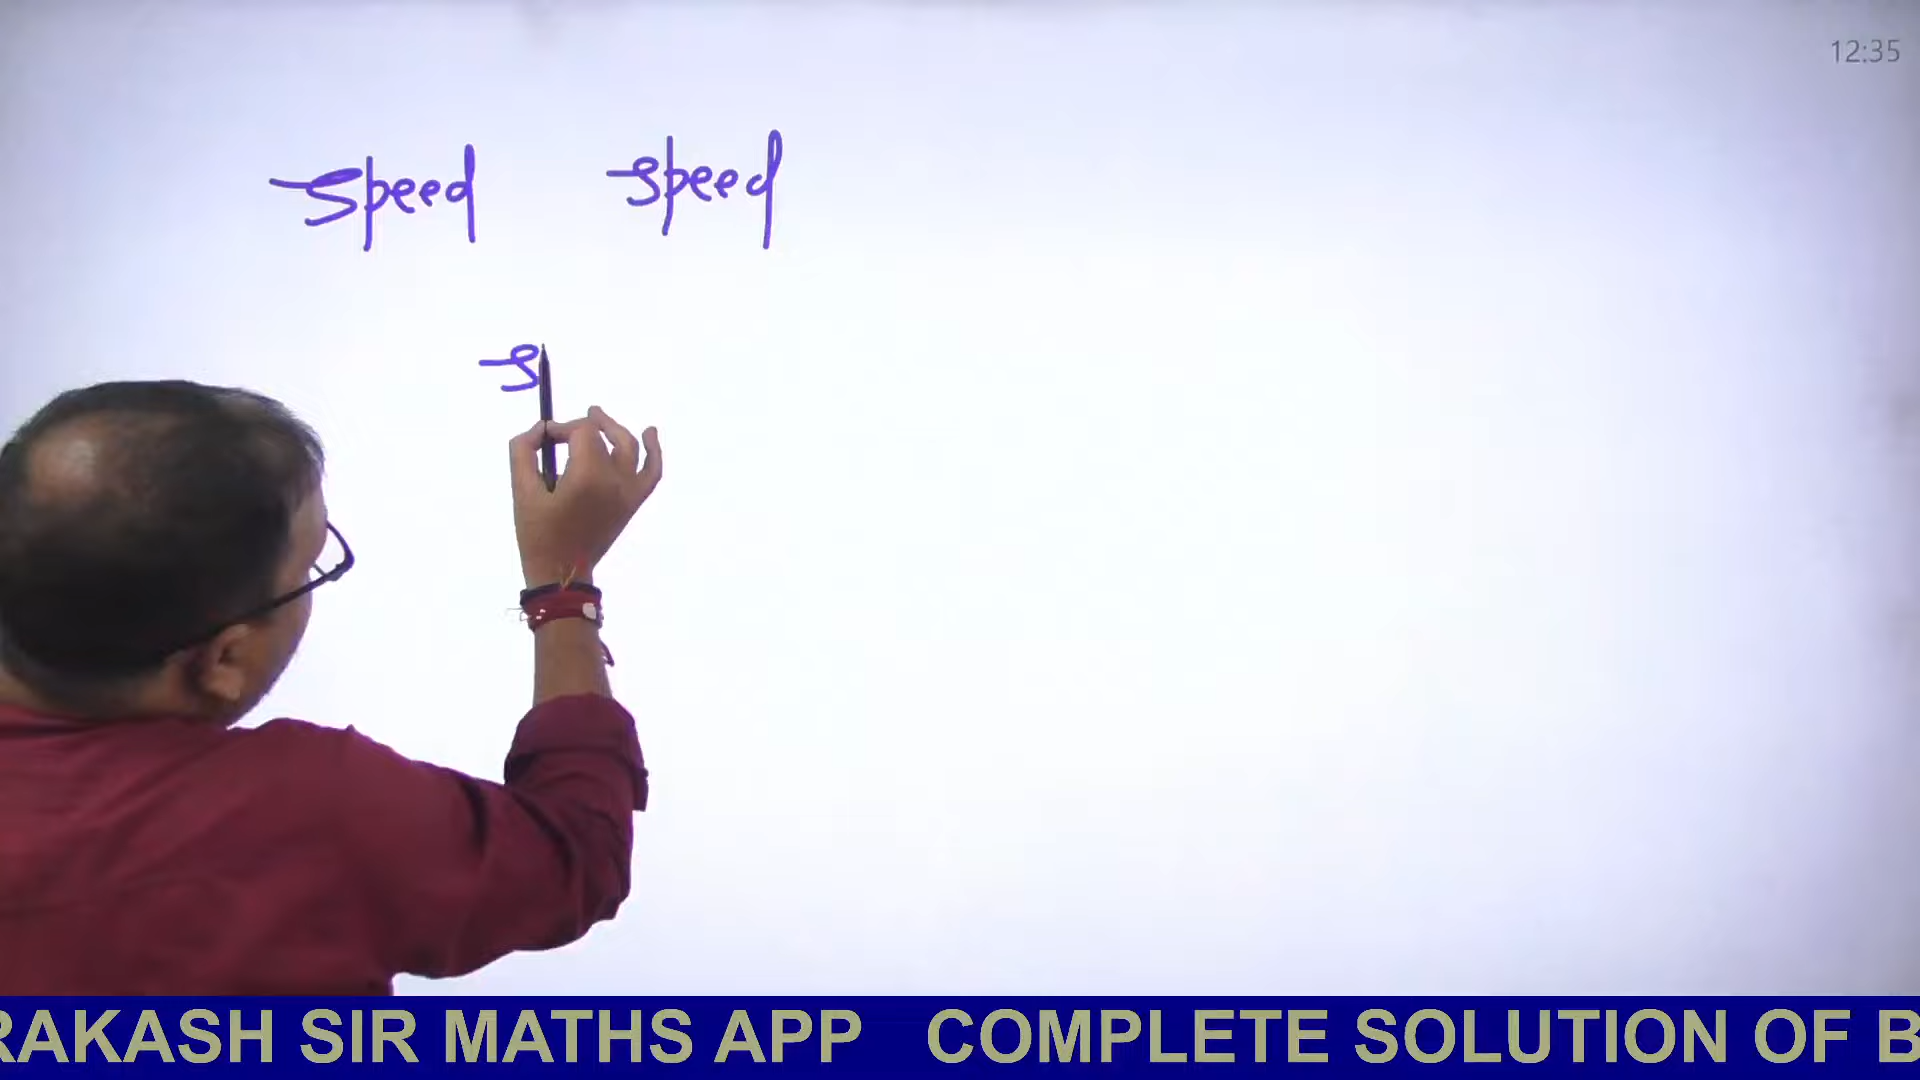 12:35
speed speed
s
RAKASH SIR MATHS APP COMPLETE SOLUTION OF B